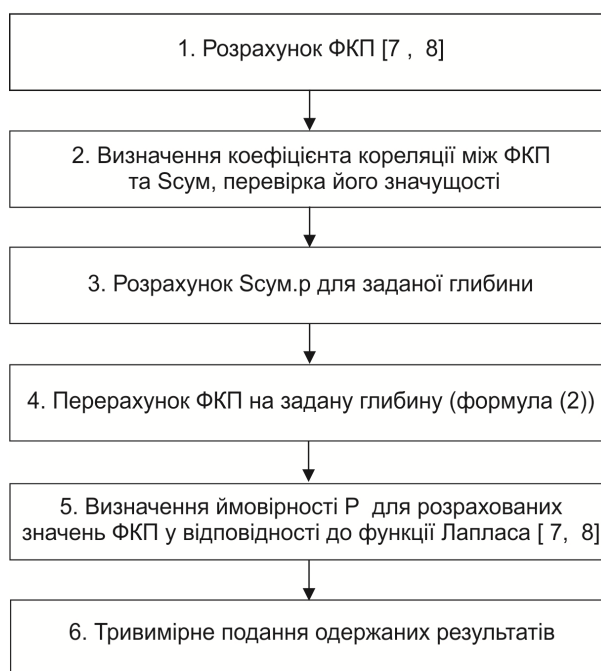 1. Розрахунок ФКП [7 , 8]
2. Визначення коефіцієнта кореляції між ФКП
та Sсум, перевірка його значущості
3. Розрахунок Sсум.р для заданої глибини
4. Перерахунок ФКП на задану глибину (формула (2))
5. Визначення ймовірності Р для розрахованих
значень ФКП у відповідності до функції Лапласа [ 7, 8]
6. Тривимірне подання одержаних результатів